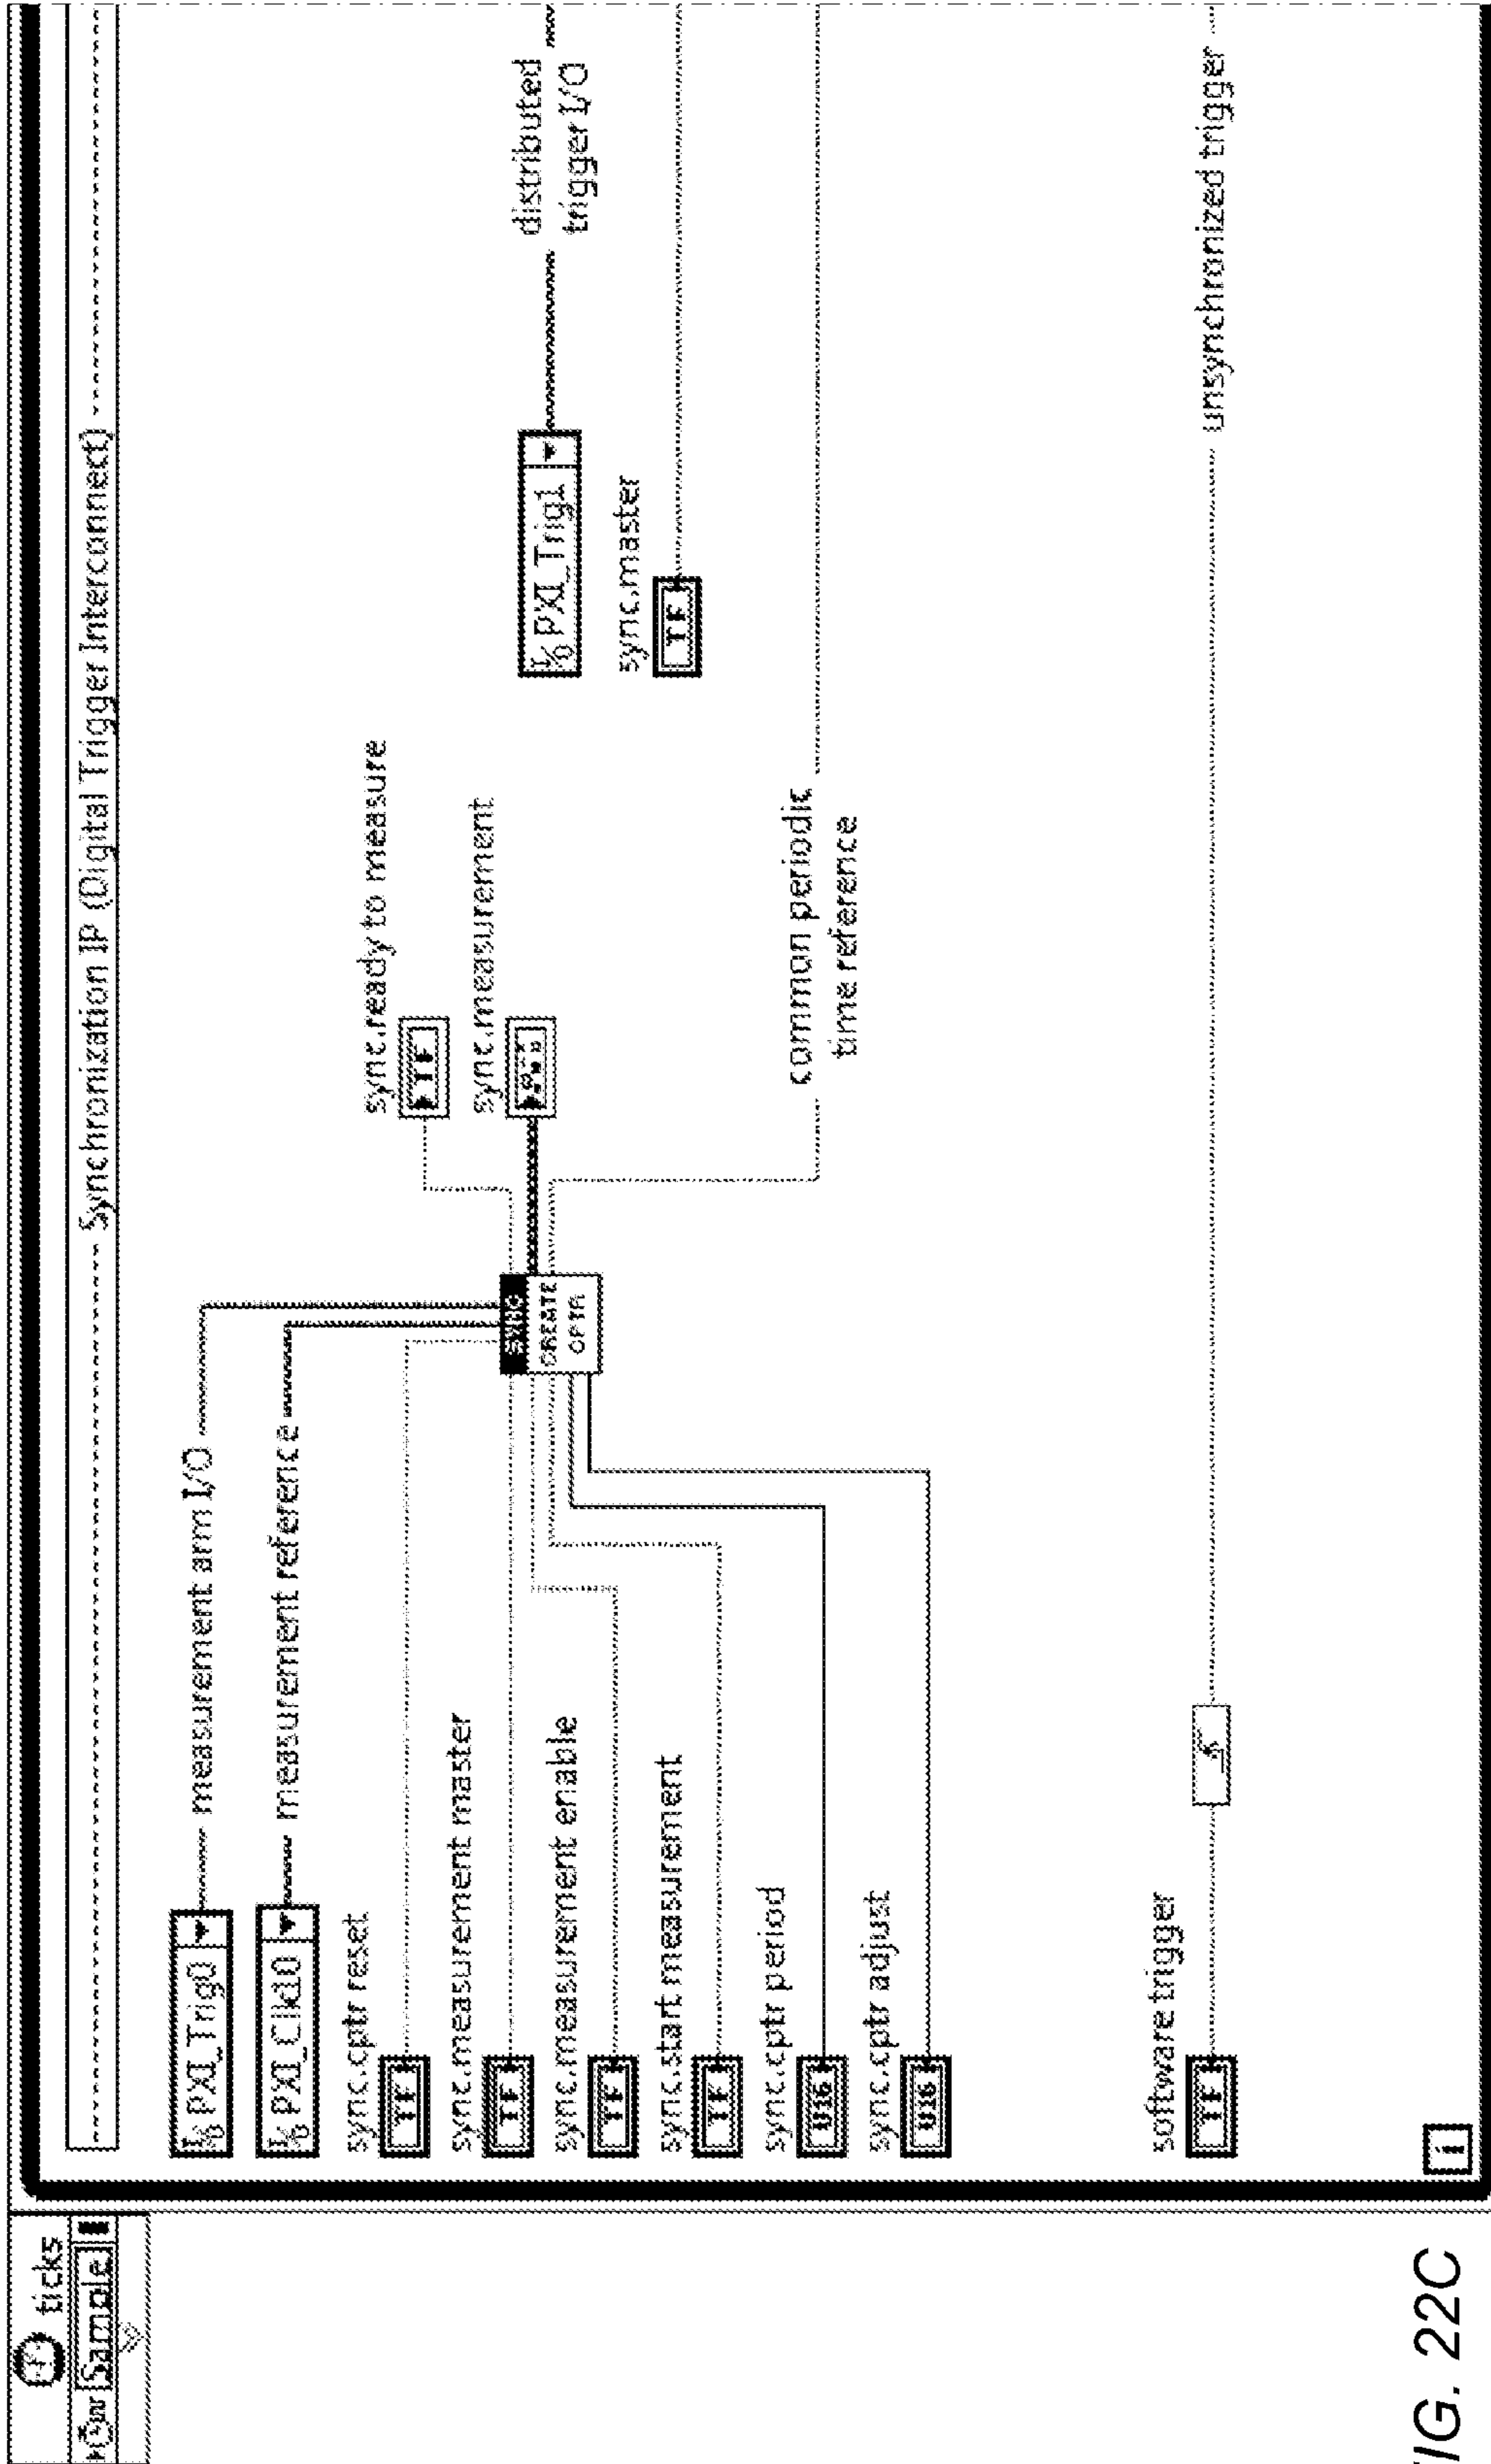 ticks
Sample
Synchronization IP (Digital Trigger Interconnect)
I/O PXI_Trig0
measurement arm I/O
I/O PXI_Clk10
measurement reference
sync.cptr reset
TF
sync.measurement master
TF
sync.measurement enable
TF
sync.start measurement
TF
sync.cptr period
U16
sync.cptr adjust
U16
SYNC
CREATE
CPTR
sync.ready to measure
TF
sync.measurement
common periodic
time reference
I/O PXI_Trig1
distributed
trigger I/O
sync.master
TF
software trigger
TF
unsynchronized trigger
i
FIG. 22C